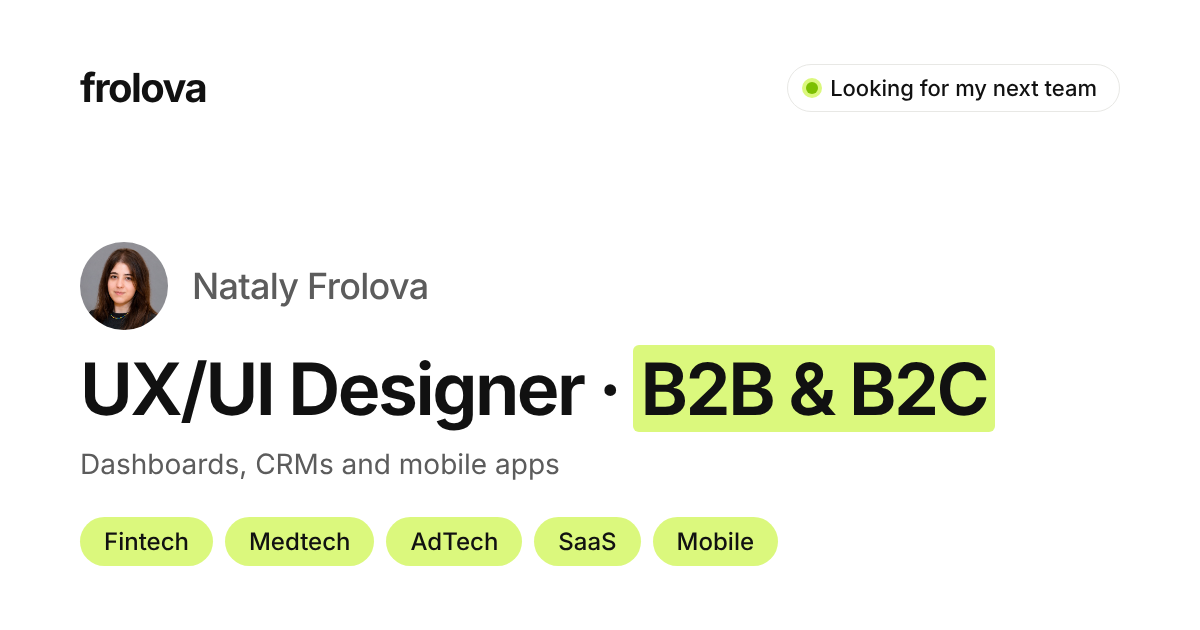 frolova
Looking for my next team
Nataly Frolova
UX/UI Designer · B2B & B2C
Dashboards, CRMs and mobile apps
Fintech
Medtech
AdTech
SaaS
Mobile